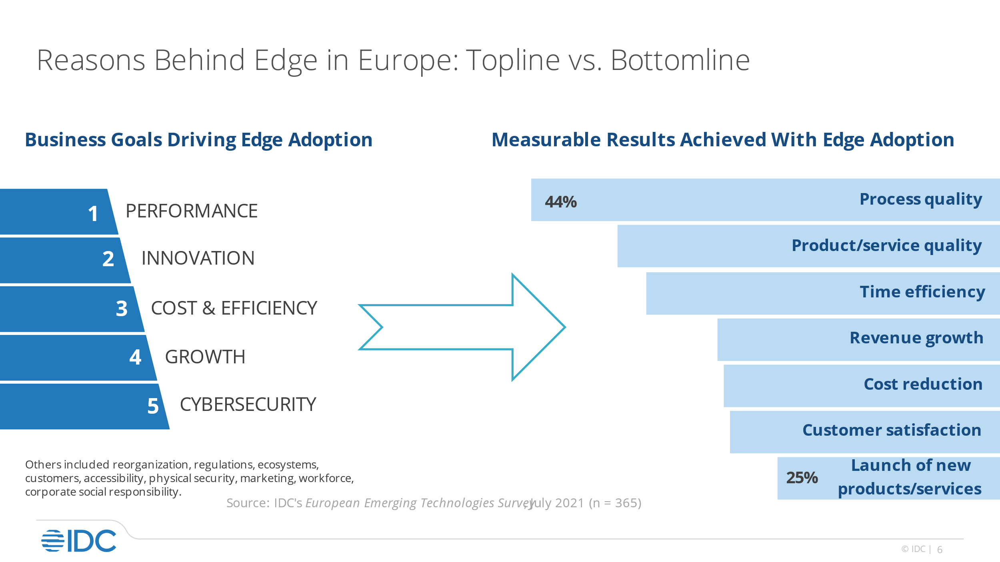 Reasons Behind Edge in Europe: Topline vs. Bottomline
Business Goals Driving Edge Adoption
1 PERFORMANCE
2 INNOVATION
3 COST & EFFICIENCY
4 GROWTH
5 CYBERSECURITY
Others included reorganization, regulations, ecosystems,
customers, accessibility, physical security, marketing, workforce,
corporate social responsibility.
Measurable Results Achieved With Edge Adoption
44% Process quality
Product/service quality
Time efficiency
Revenue growth
Cost reduction
Customer satisfaction
25% Launch of new
products/services
Source: IDC's European Emerging Technologies Survey, July 2021 (n = 365)
IDC
© IDC | 6